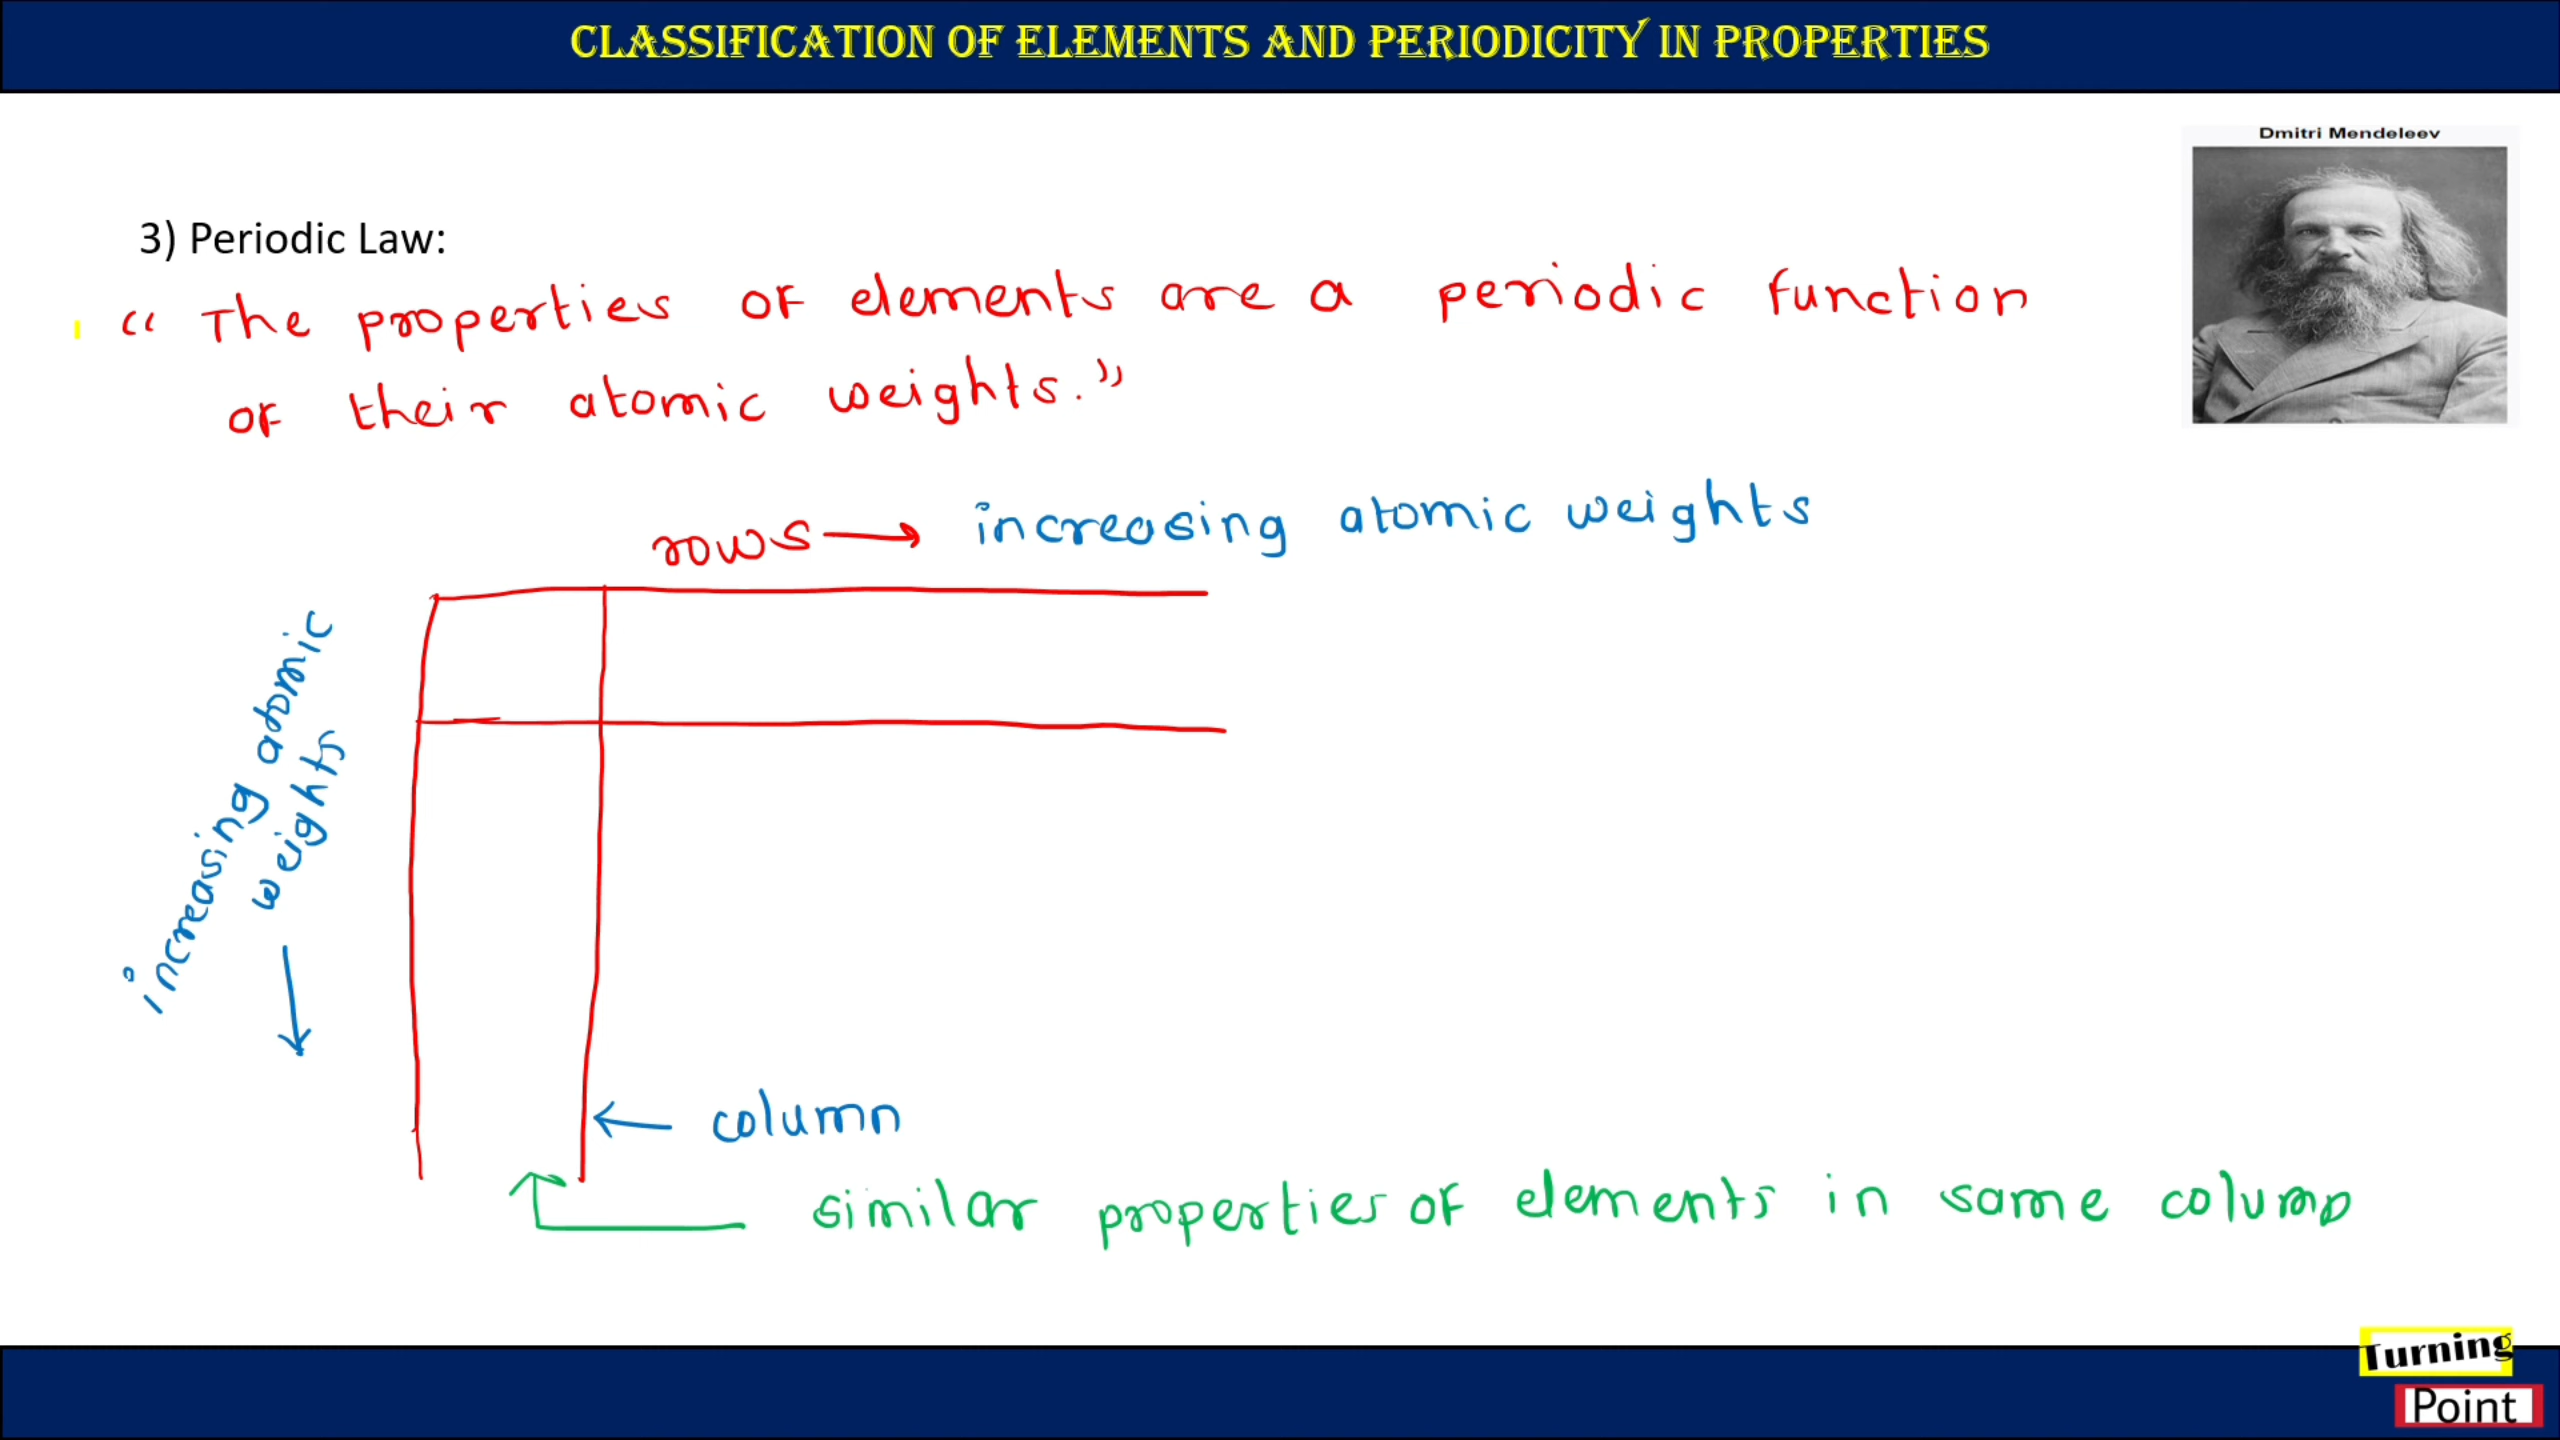 CLASSIFICATION OF ELEMENTS AND PERIODICITY IN PROPERTIES
Dmitri Mendeleev
3) Periodic Law:
“ The properties of elements are a periodic function
of their atomic weights.”
rows → increasing atomic weights
increasing atomic
weights →
← column
similar properties of elements in same column
Turning
Point